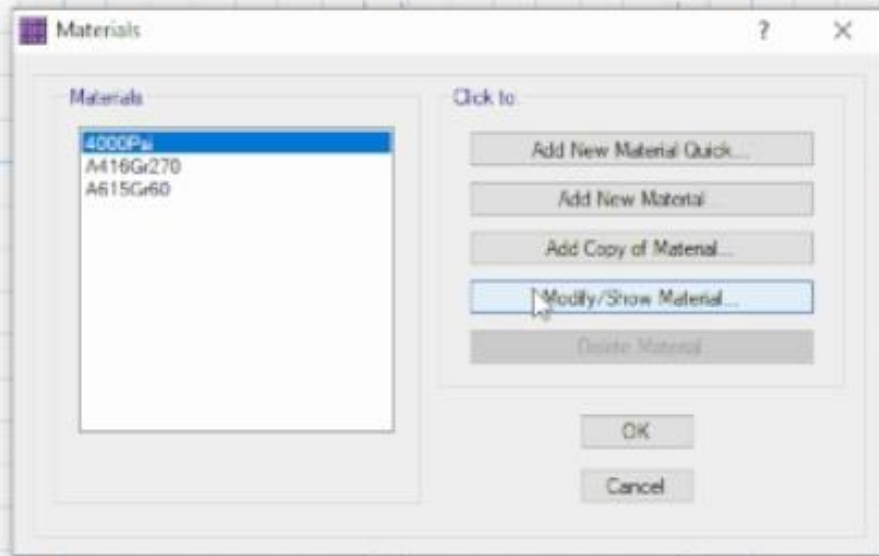 Materials
?
Materials
4000Psi
A416Gr270
A615Gr60
Click to:
Add New Material Quick...
Add New Material...
Add Copy of Material...
Modify/Show Material...
Delete Material
OK
Cancel